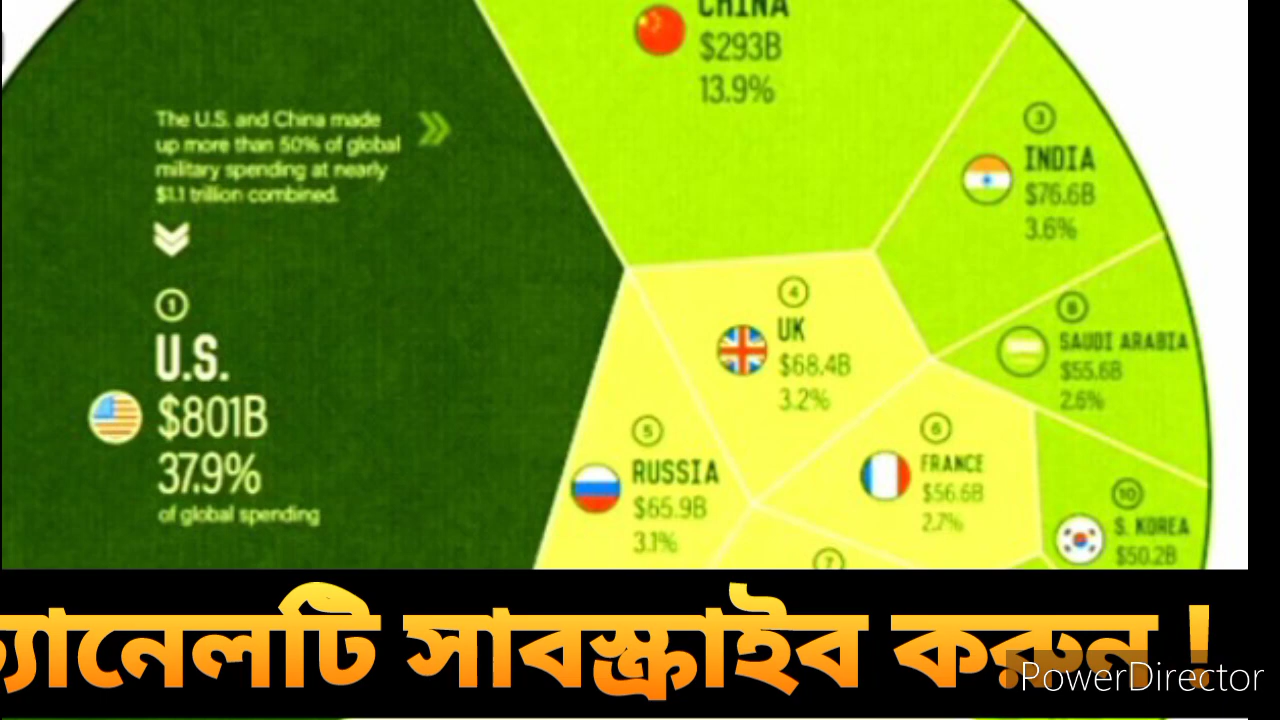 CHINA
$293B
13.9%
The U.S. and China made
up more than 50% of global
military spending at nearly
$1.1 trillion combined.
1
U.S.
$801B
37.9%
of global spending
3
INDIA
$76.6B
3.6%
4
UK
$68.4B
3.2%
8
SAUDI ARABIA
$55.6B
2.6%
5
RUSSIA
$65.9B
3.1%
6
FRANCE
$56.6B
2.7%
10
S. KOREA
$50.2B
7
্যানেলটি সাবস্ক্রাইব করুন !
PowerDirector